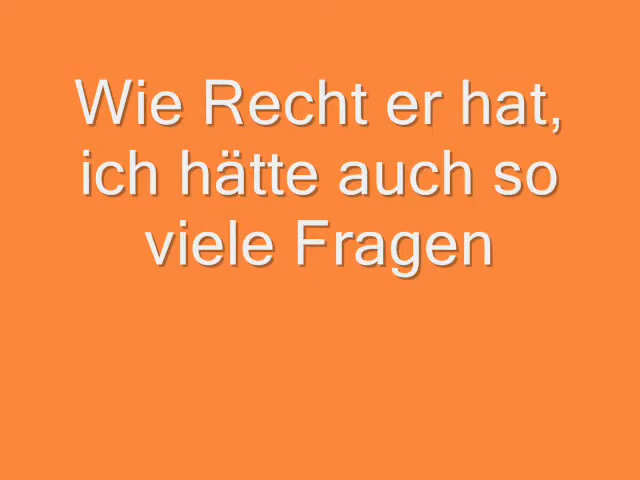 Wie Recht er hat,
ich hätte auch so
viele Fragen